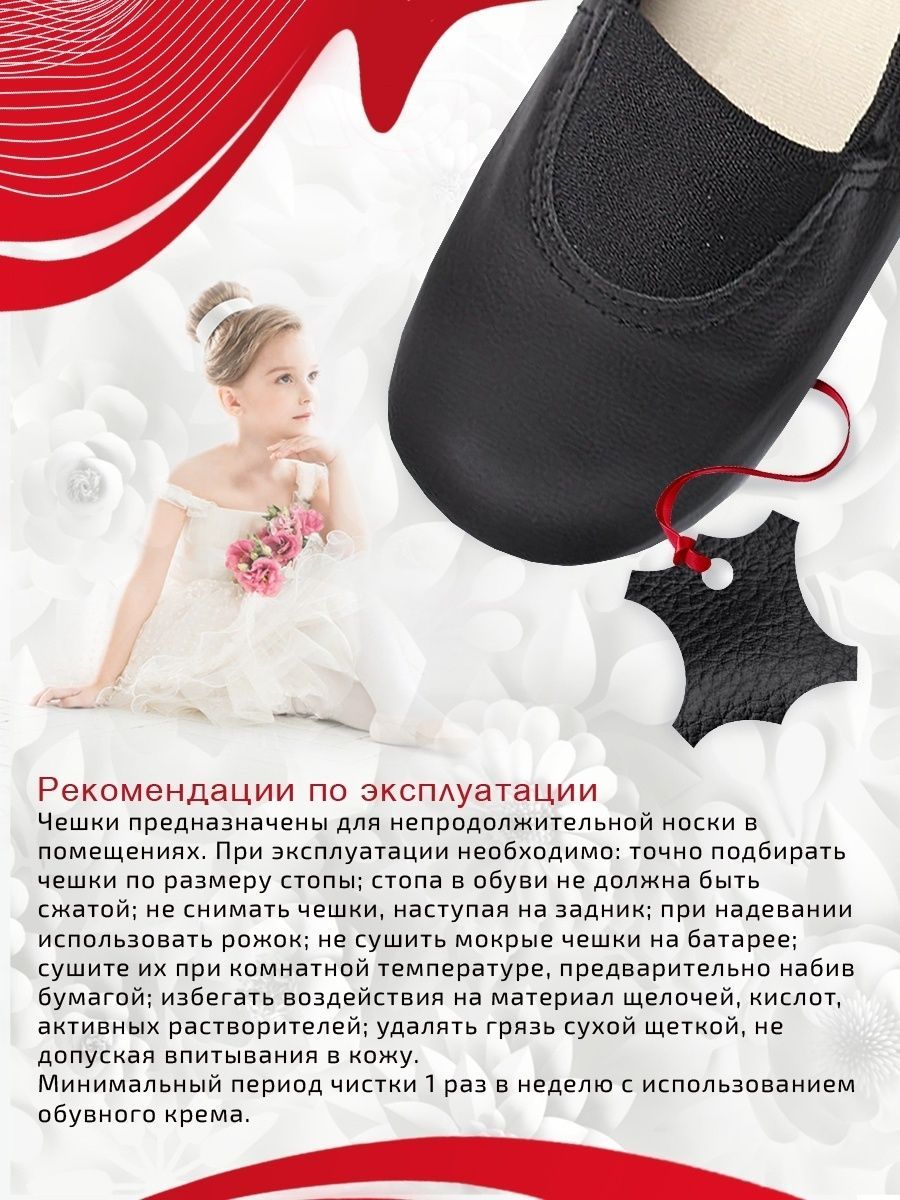 Рекомендации по эксплуатации
Чешки предназначены для непродолжительной носки в
помещениях. При эксплуатации необходимо: точно подбирать
чешки по размеру стопы; стопа в обуви не должна быть
сжатой; не снимать чешки, наступая на задник; при надевании
использовать рожок; не сушить мокрые чешки на батарее;
сушите их при комнатной температуре, предварительно набив
бумагой; избегать воздействия на материал щелочей, кислот,
активных растворителей; удалять грязь сухой щеткой, не
допуская впитывания в кожу.
Минимальный период чистки 1 раз в неделю с использованием
обувного крема.